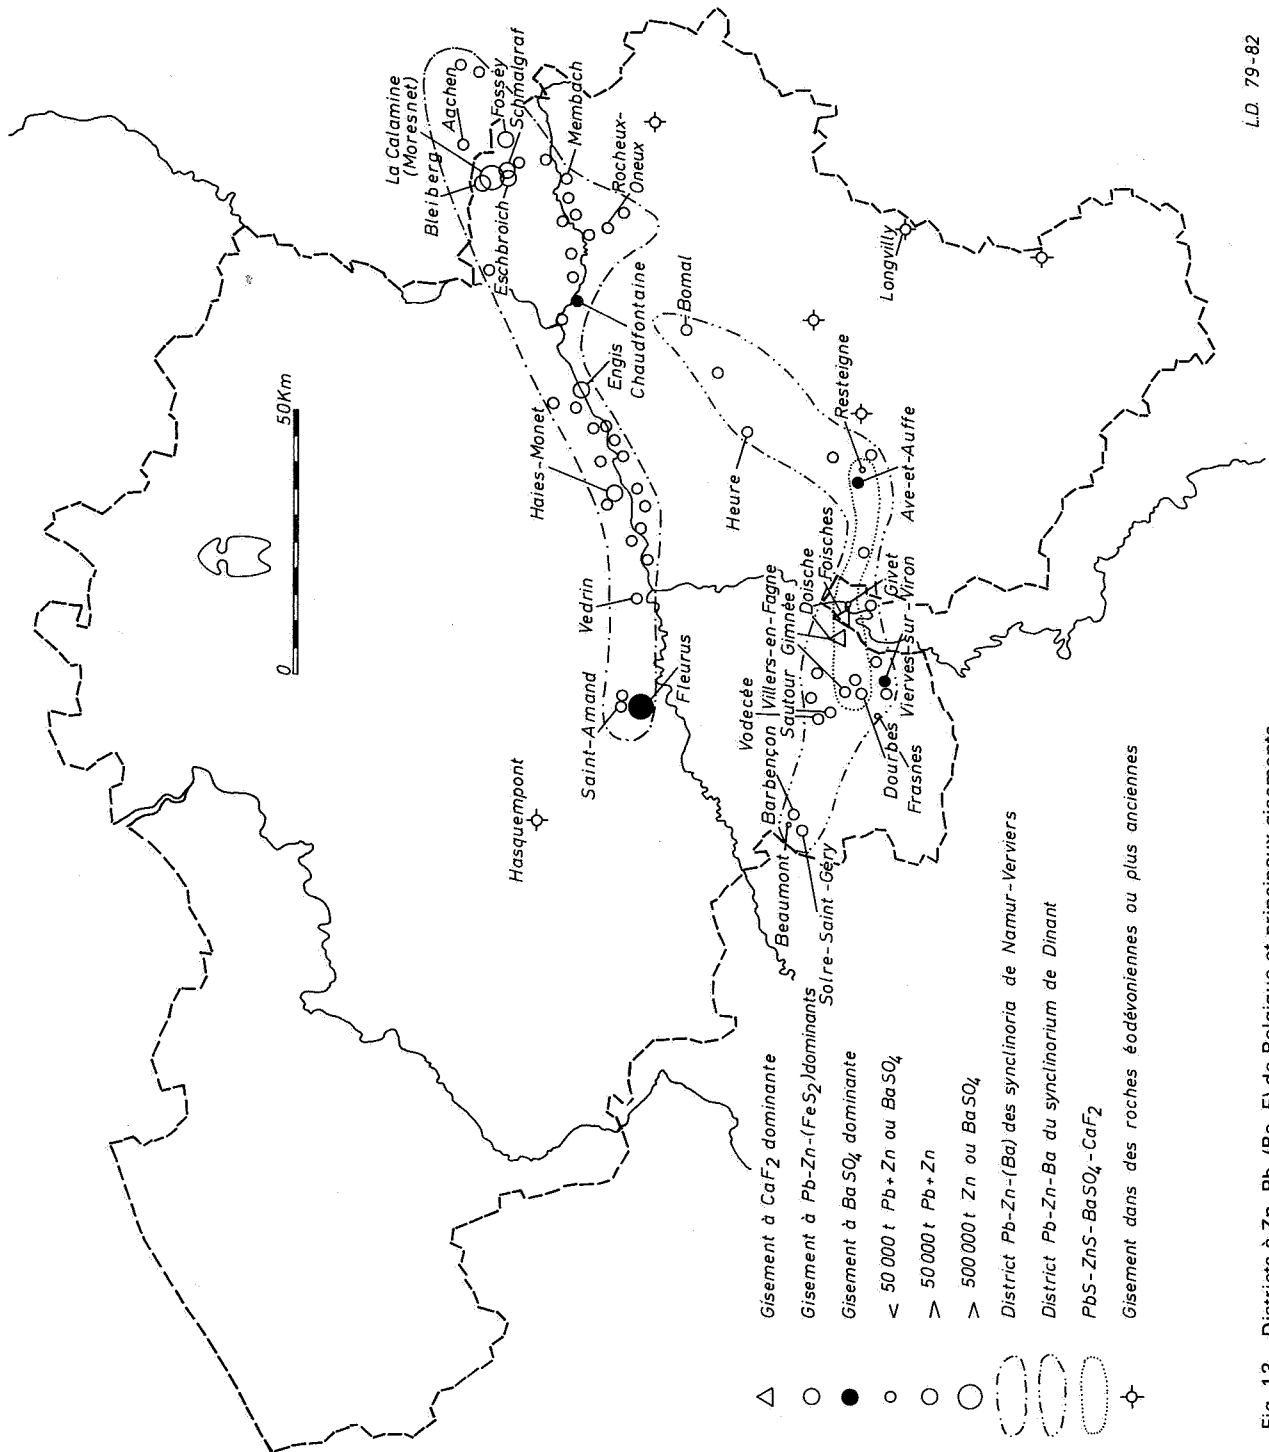 La Calamine
(Moresnet)
Bleiberg
Aachen
Fossey
Schmalgraf
Eschbroich
Membach
Rocheux-
Oneux
Chaudfontaine
Engis
Haies-Monet
Bomal
Heure
Longvilly
Resteigne
Ave-et-Auffe
Vedrin
Saint-Amand
Fleurus
Hasquempont
Foisches
Doische
Givet
Villers-en-Fagne
Gimnée
Vierves-sur-Viron
Vodecée
Sautour
Barbençon
Dourbes
Frasnes
Beaumont
Solre-Saint-Géry
0 50Km
Gisement à CaF2 dominante
Gisement à Pb-Zn-(FeS2)dominants
Gisement à BaSO4 dominante
< 50 000 t Pb+Zn ou BaSO4
> 50 000 t Pb+Zn
> 500 000 t Zn ou BaSO4
District Pb-Zn-(Ba) des synclinoria de Namur-Verviers
District Pb-Zn-Ba du synclinorium de Dinant
PbS-ZnS-BaSO4-CaF2
Gisement dans des roches éodévoniennes ou plus anciennes
L.D. 79-82
Fig. 13 Districts à Zn-Pb-(Ba-F) de Belgique et principaux gisements